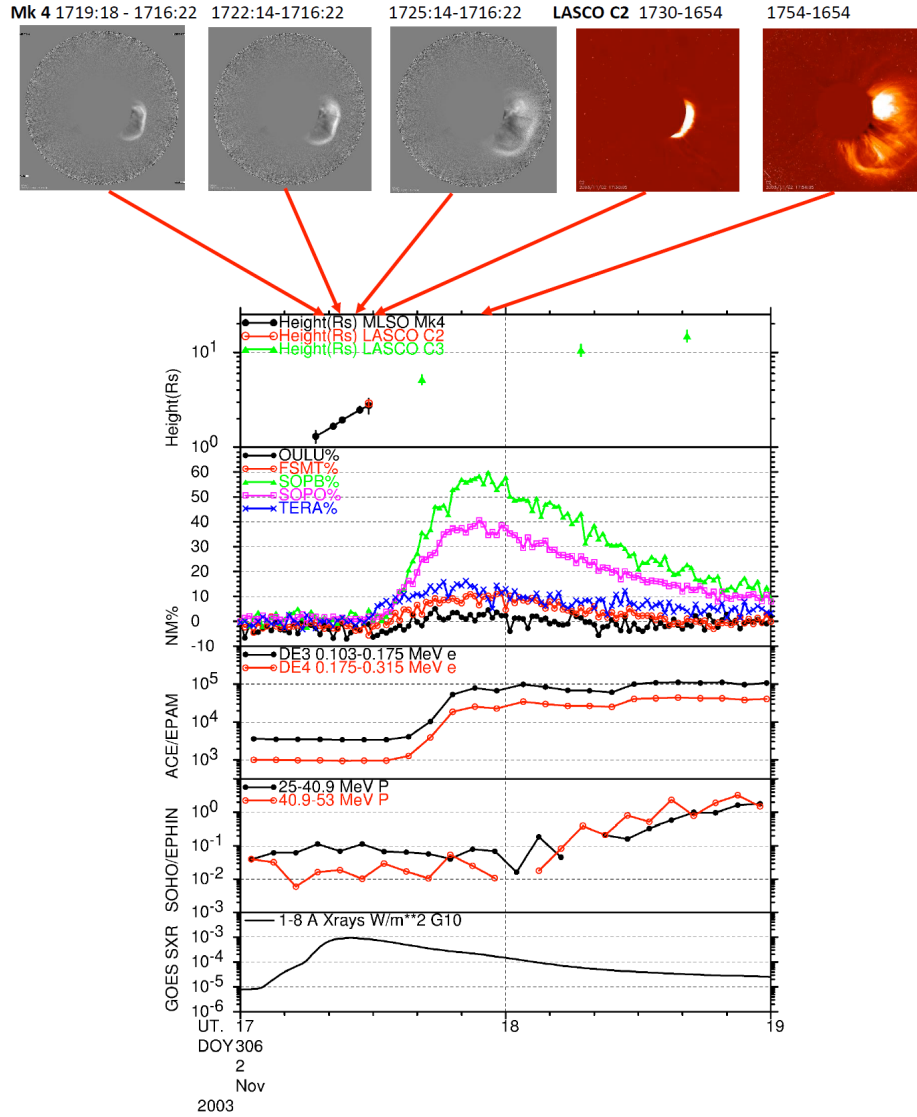 Mk 4 1719:18 - 1716:22 1722:14-1716:22 1725:14-1716:22 LASCO C2 1730-1654 1754-1654
Height(Rs) MLSO Mk4
Height(Rs) LASCO C2
Height(Rs) LASCO C3
10^1
10^0
Height(Rs)
OULU%
FSMT%
SOPB%
SOPO%
TERA%
60
50
40
30
20
10
0
-10
NM%
DE3 0.103-0.175 MeV e
DE4 0.175-0.315 MeV e
10^5
10^4
10^3
ACE/EPAM
25-40.9 MeV P
40.9-53 MeV P
10^0
10^-1
10^-2
10^-3
SOHO/EPHIN
1-8 A Xrays W/m**2 G10
10^-3
10^-4
10^-5
10^-6
GOES SXR
17 18 19
UT.
DOY 306
2
Nov
2003